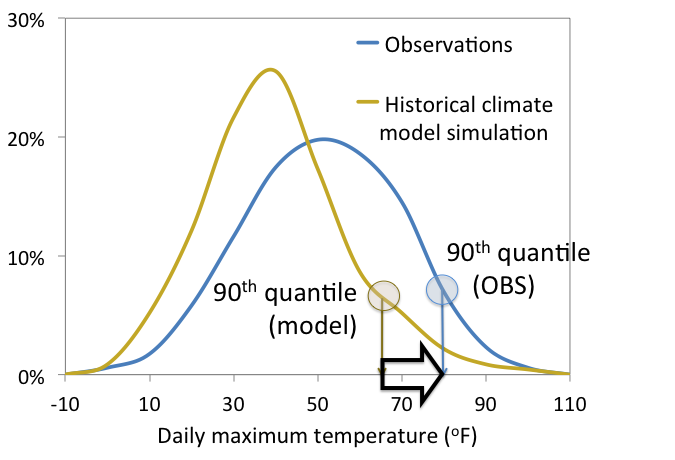 30%
Observations
Historical climate
model simulation
20%
90th quantile
(OBS)
10%
90th quantile
(model)
0%
-10 10 30 50 70 90 110
Daily maximum temperature (oF)